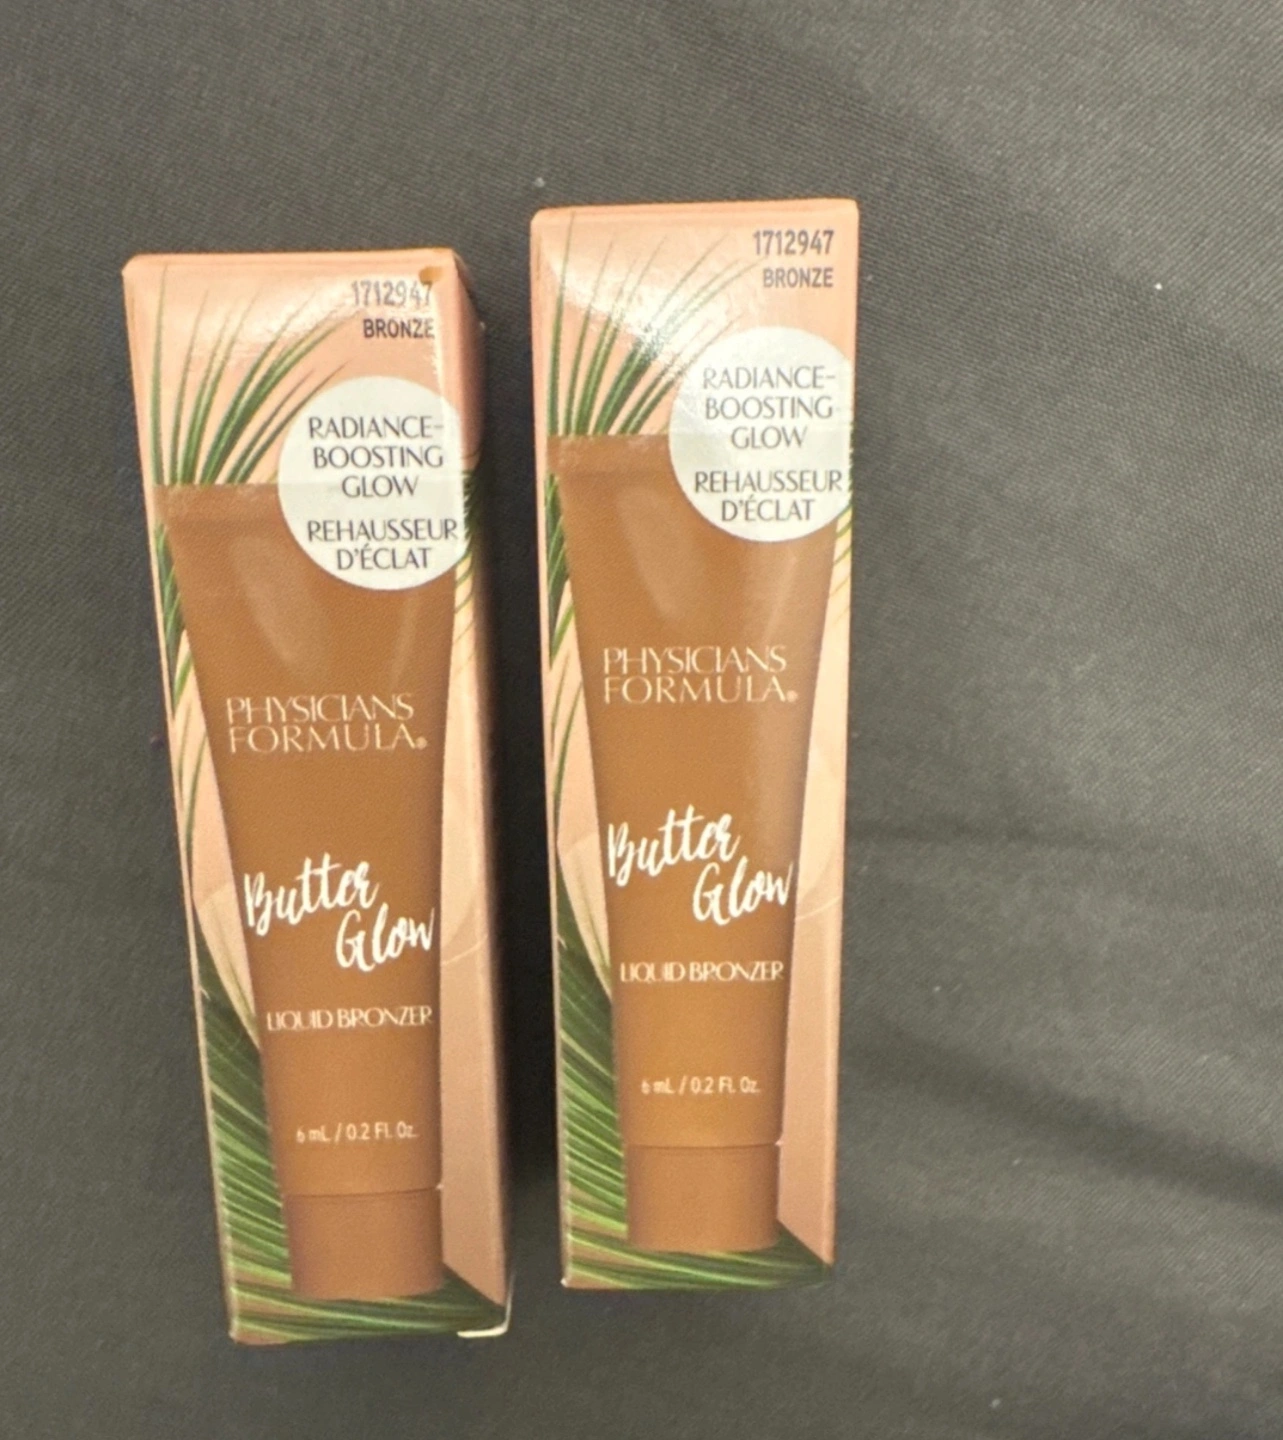 1712947
BRONZE
RADIANCE-
BOOSTING
GLOW
REHAUSSEUR
D'ÉCLAT
PHYSICIANS
FORMULA®
Butter
Glow
LIQUID BRONZER
6 mL / 0.2 Fl. Oz.
1712947
BRONZE
RADIANCE-
BOOSTING
GLOW
REHAUSSEUR
D'ÉCLAT
PHYSICIANS
FORMULA®
Butter
Glow
LIQUID BRONZER
6 mL / 0.2 Fl. Oz.